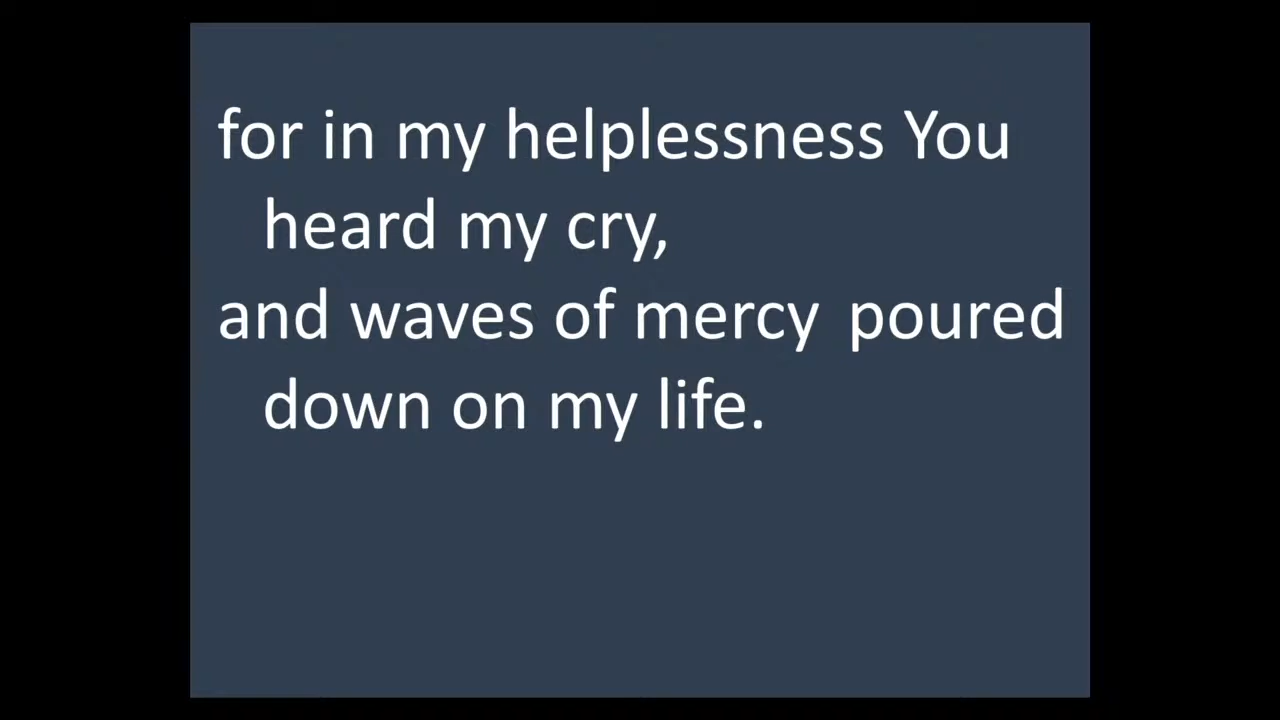 for in my helplessness You
heard my cry,
and waves of mercy poured
down on my life.